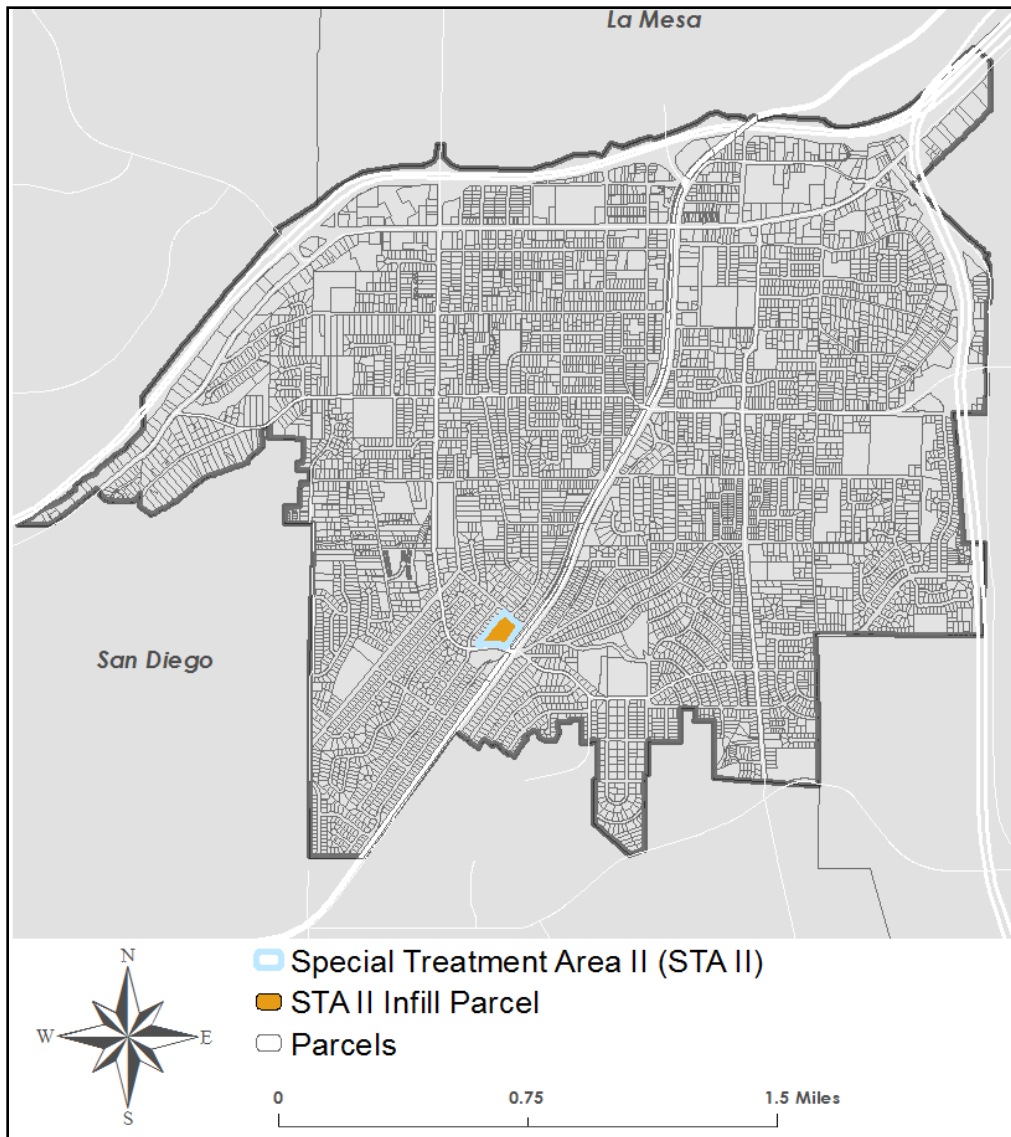 La Mesa
San Diego
N
W E
S
Special Treatment Area II (STA II)
STA II Infill Parcel
Parcels
0 0.75 1.5 Miles